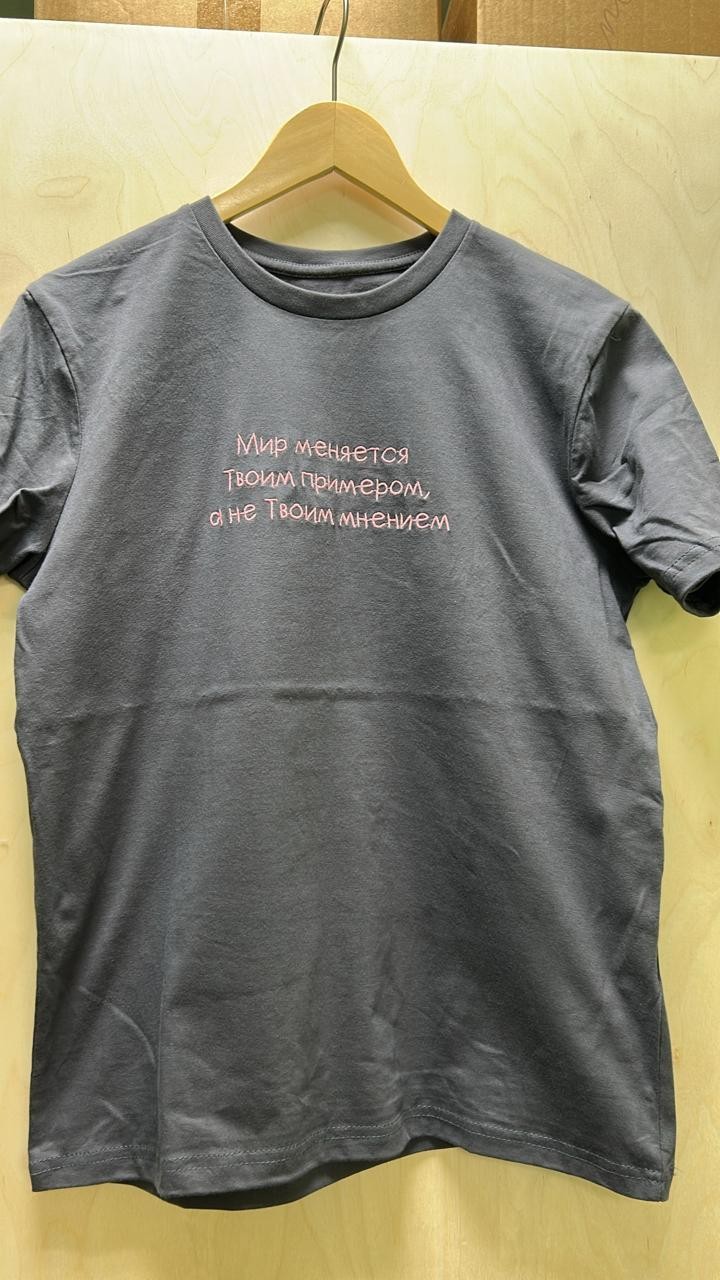 Мир меняется
Твоим примером,
а не Твоим мнением